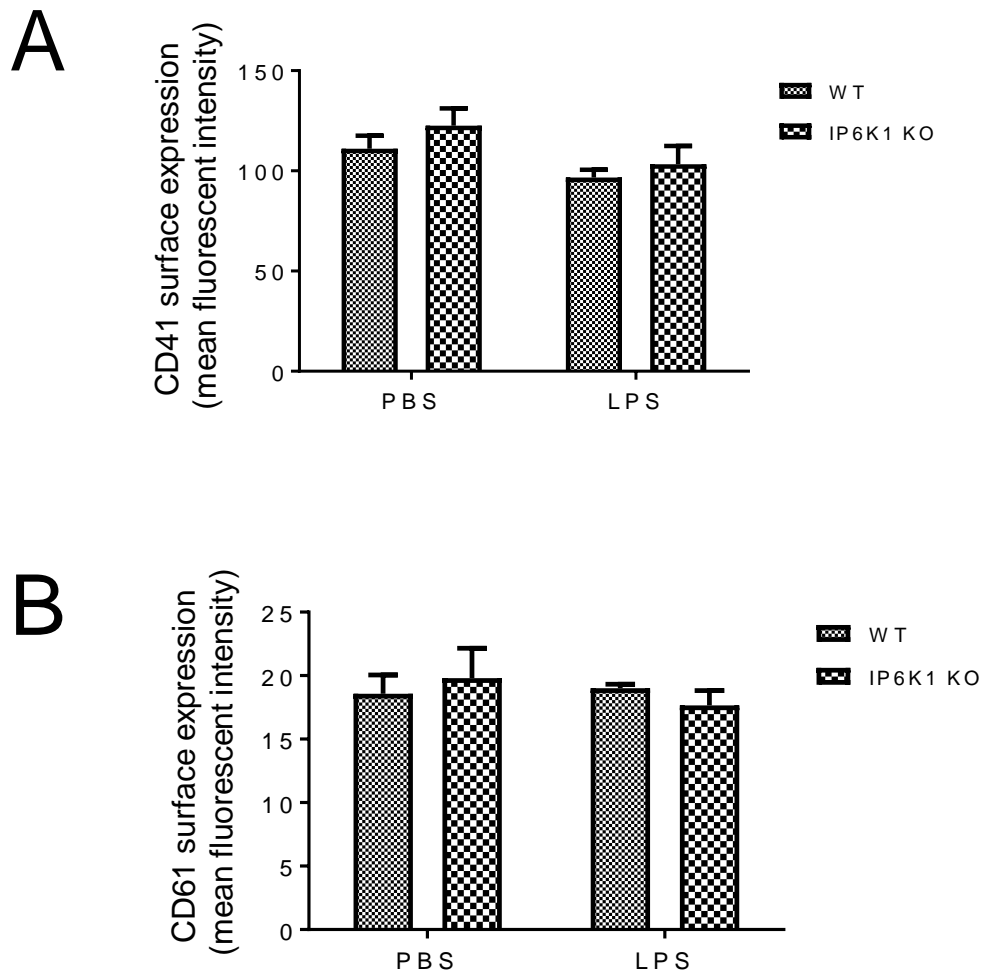 A
CD41 surface expression
(mean fluorescent intensity)
150
100
50
0
PBS
LPS
WT
IP6K1 KO
B
CD61 surface expression
(mean fluorescent intensity)
25
20
15
10
5
0
PBS
LPS
WT
IP6K1 KO